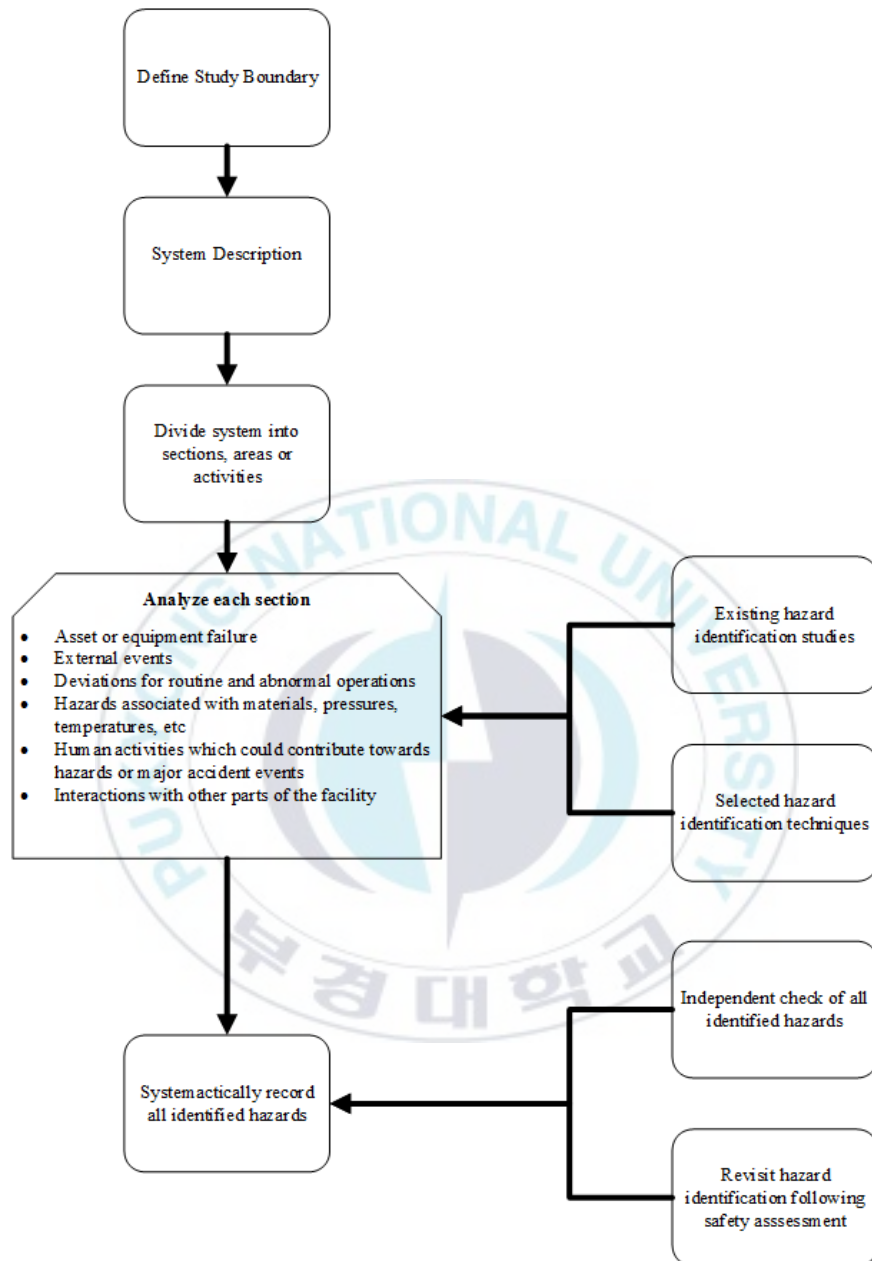 Define Study Boundary
System Description
Divide system into
sections, areas or
activities
Analyze each section
• Asset or equipment failure
• External events
• Deviations for routine and abnormal operations
• Hazards associated with materials, pressures,
temperatures, etc
• Human activities which could contribute towards
hazards or major accident events
• Interactions with other parts of the facility
Existing hazard
identification studies
Selected hazard
identification techniques
Systemactically record
all identified hazards
Independent check of all
identified hazards
Revisit hazard
identification following
safety asssessment
PUKYONG NATIONAL UNIVERSITY
부경대학교